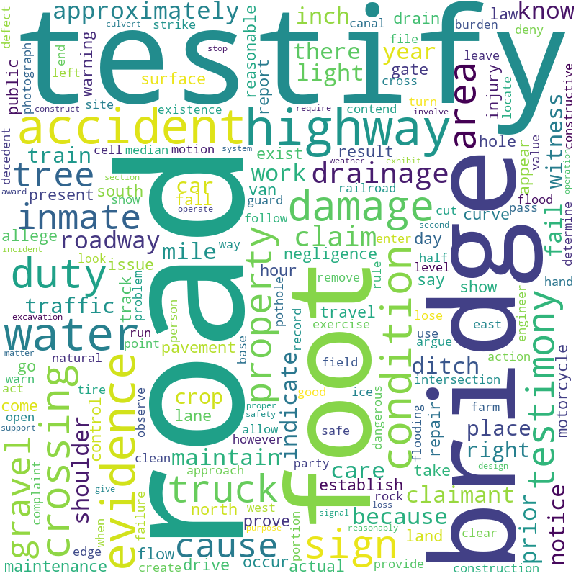 culvert strike canal drain burden law know
approximately inch file deny
defect end left photograph warning testify there year leave
public stop site surface reasonable report light gate cross area injury
construct existence contend turn locate
accident highway constructive witness
require involve
decedent cell median motion system result exist weather exhibit hole
train work drainage appear value operation
award section car van railroad curve flood
tree south show fall guard damage cut pass determine
present operate follow second incident
inmate road foot bridge fail
allege look mile way enter claim day level hand
roadway issue hour negligence half show
duty track problem property remove rule say
traffic person pothole travel condition ditch east engineer
excavation run point record lose use argue action
matter natural pavement base exercise intersection
water go act tire crop field ice good flooding farm testimony motorcycle
warn support evidence proper indicate dangerous repair place
come lane safety safe design
open control observe however allow party right
gravel crossing shoulder clean maintain care take
complaint when give truck approach establish because claimant prior notice
failure north west prove rock loss portion clear
edge flow cause signal sign land reasonably
maintenance create drive purpose occur actual provide construction